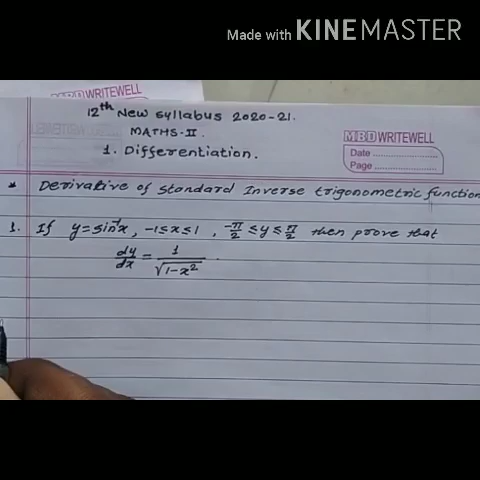 Made with KINEMASTER
MBD WRITEWELL
12th New syllabus 2020-21.
MATHS-II.
MBD WRITEWELL
1. Differentiation.
Date
Page
* Derivative of standard Inverse trigonometric function
1. If y = sin⁻¹x, -1≤x≤1, -π/2 ≤ y ≤ π/2 then prove that
dy/dx = 1/√1-x²